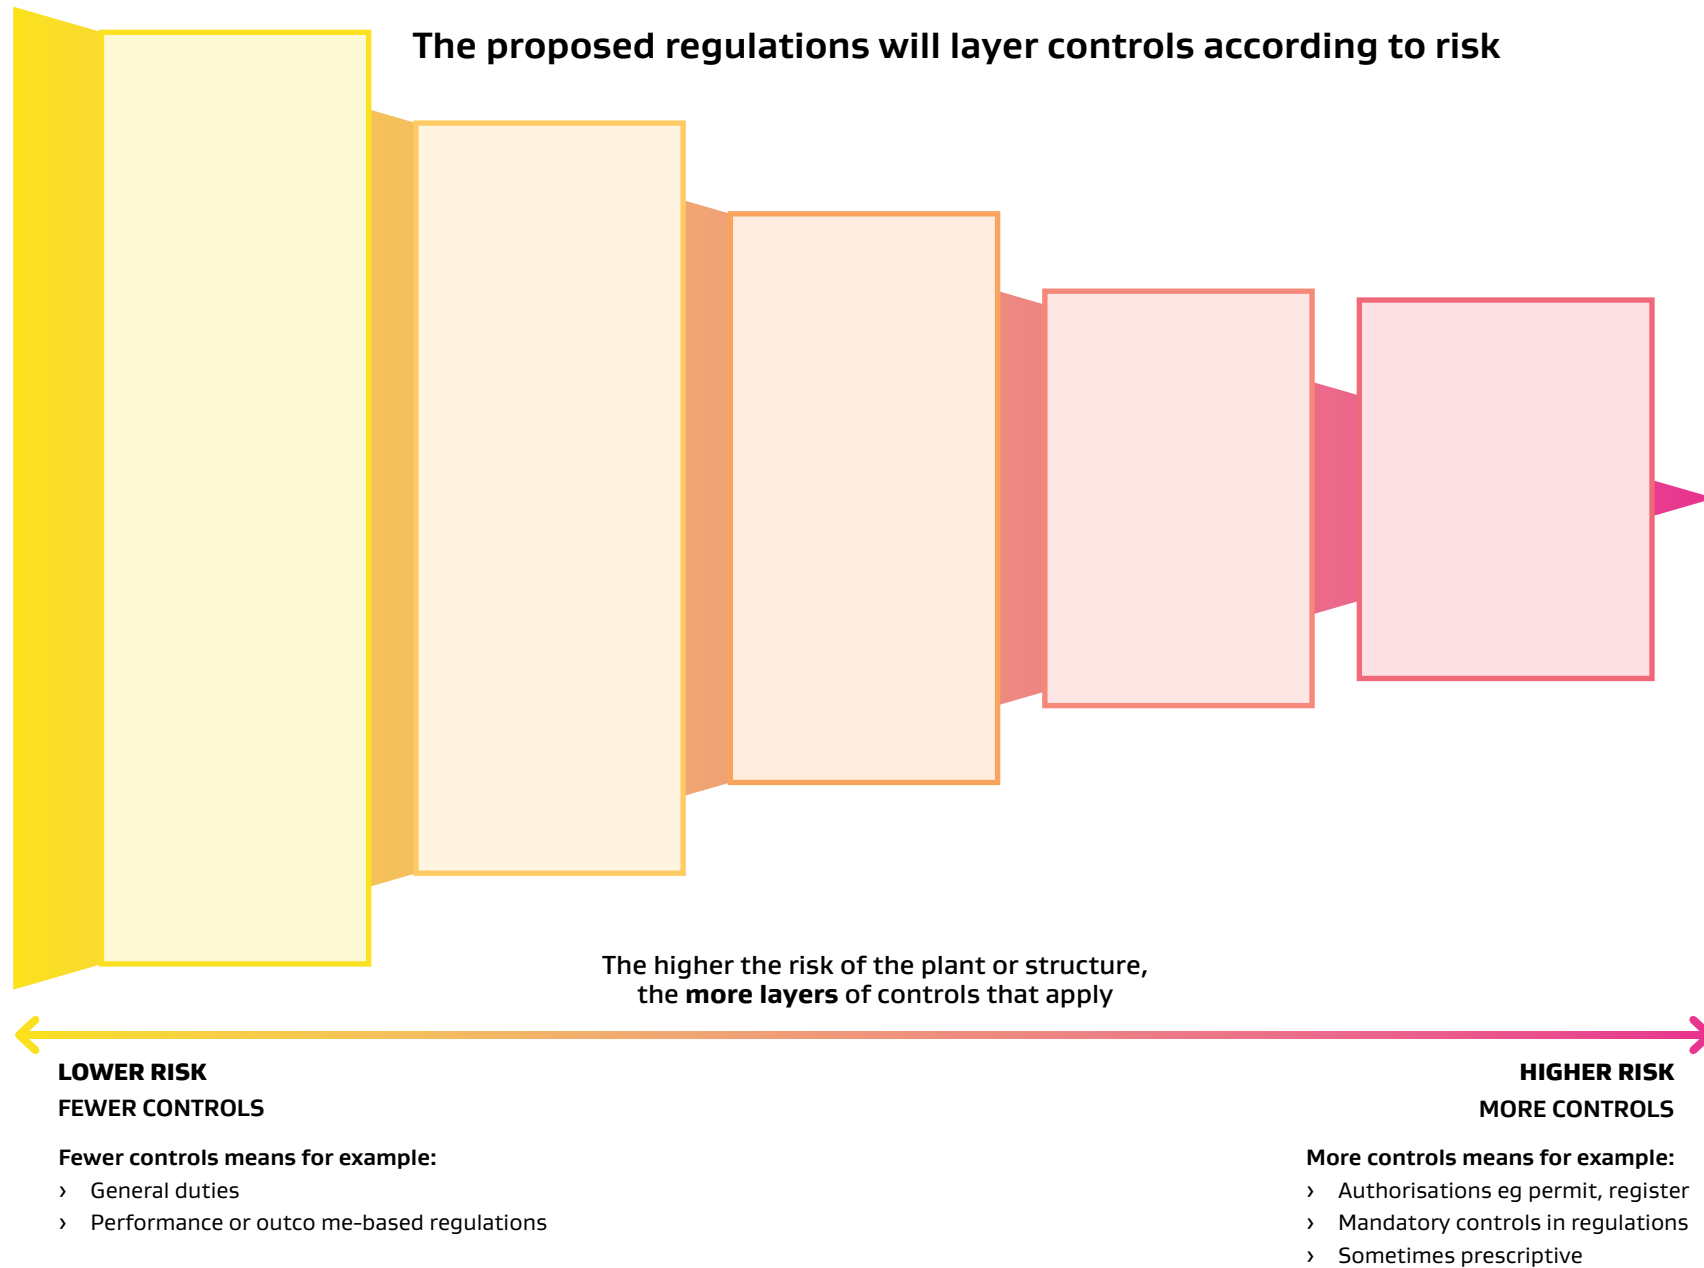 The proposed regulations will layer controls according to risk
The higher the risk of the plant or structure,
the more layers of controls that apply
LOWER RISK
FEWER CONTROLS
Fewer controls means for example:
› General duties
› Performance or outco me-based regulations
HIGHER RISK
MORE CONTROLS
More controls means for example:
› Authorisations eg permit, register
› Mandatory controls in regulations
› Sometimes prescriptive